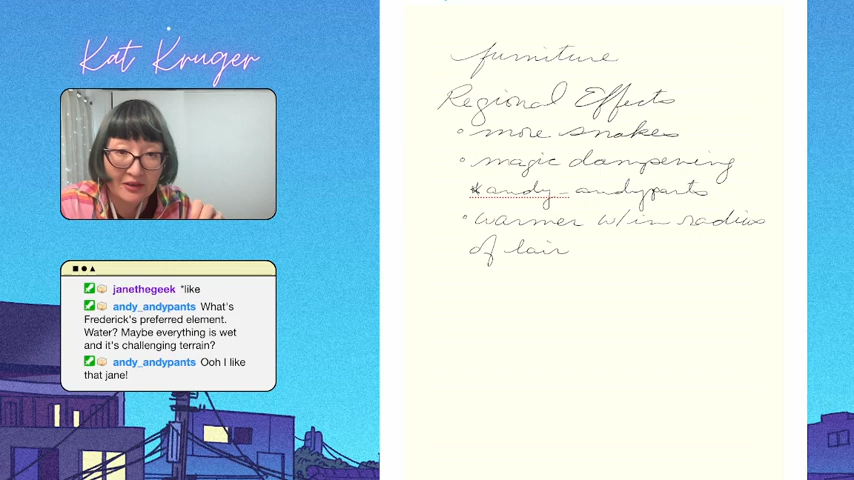 Kat Kruger
janethegeek *like
andy_andypants What's
Frederick's preferred element.
Water? Maybe everything is wet
and it's challenging terrain?
andy_andypants Ooh I like
that jane!
furniture
Regional Effects
• more snakes
• magic dampening
*andy_andyparts
• warmer w/in radius
of lair